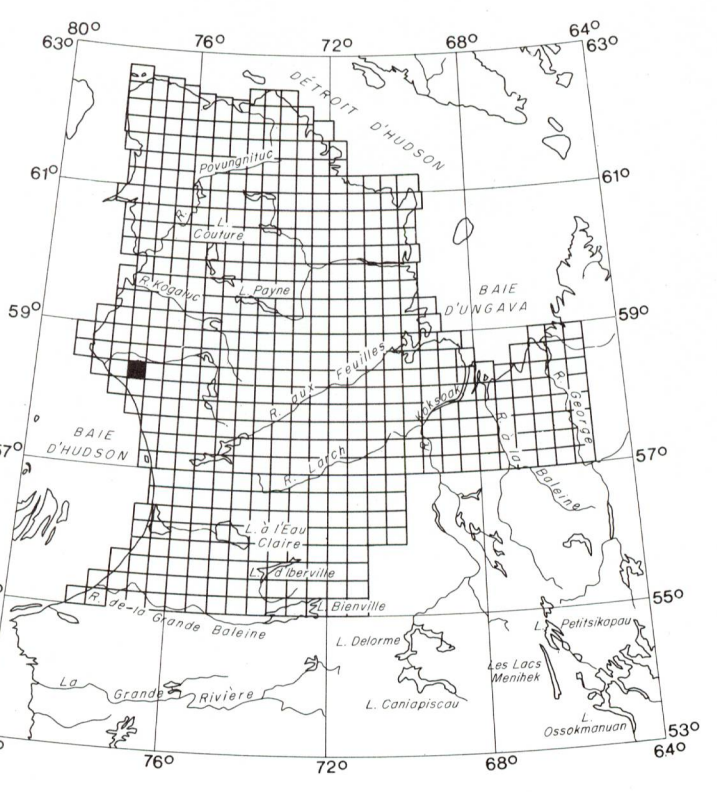 80°
76°
72°
68°
64°
63°
63°
DÉTROIT D'HUDSON
Povungnituc
61°
61°
R.
L.
Couture
R. Kogaluc
L. Payne
BAIE
D'UNGAVA
59°
59°
R. aux Feuilles
Koksoak
R.
R. George
R. à la
Baleine
BAIE
D'HUDSON
57°
R. Larch
7°
L. à l'Eau
Claire
L. d'Iberville
R. de-la Grande Baleine
L. Bienville
55°
L. Petitsikapau
L. Delorme
Les Lacs
Menihek
La Grande Rivière
L. Caniapiscau
L.
Ossokmanuan
53°
76°
72°
68°
64°